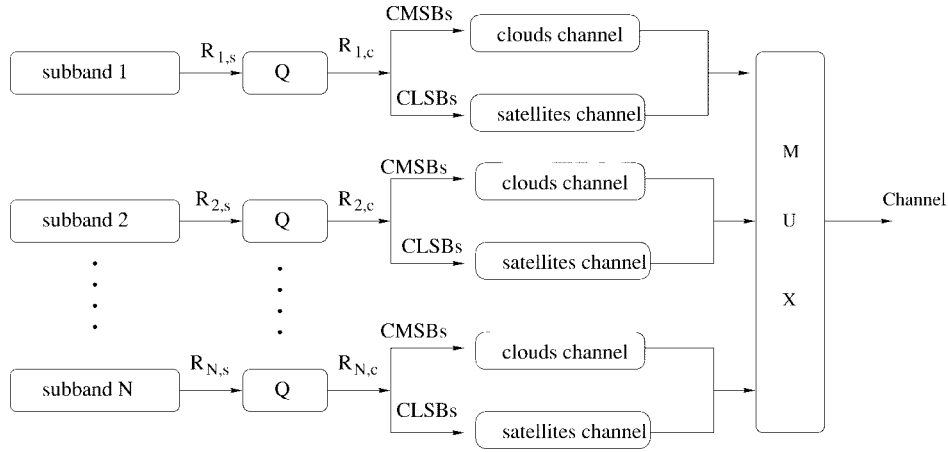 CMSBs
clouds channel
R1,s
R1,c
subband 1
Q
CLSBs
satellites channel
M
CMSBs
clouds channel
R2,s
R2,c
Channel
subband 2
Q
U
CLSBs
satellites channel
X
CMSBs
clouds channel
RN,s
RN,c
subband N
Q
CLSBs
satellites channel